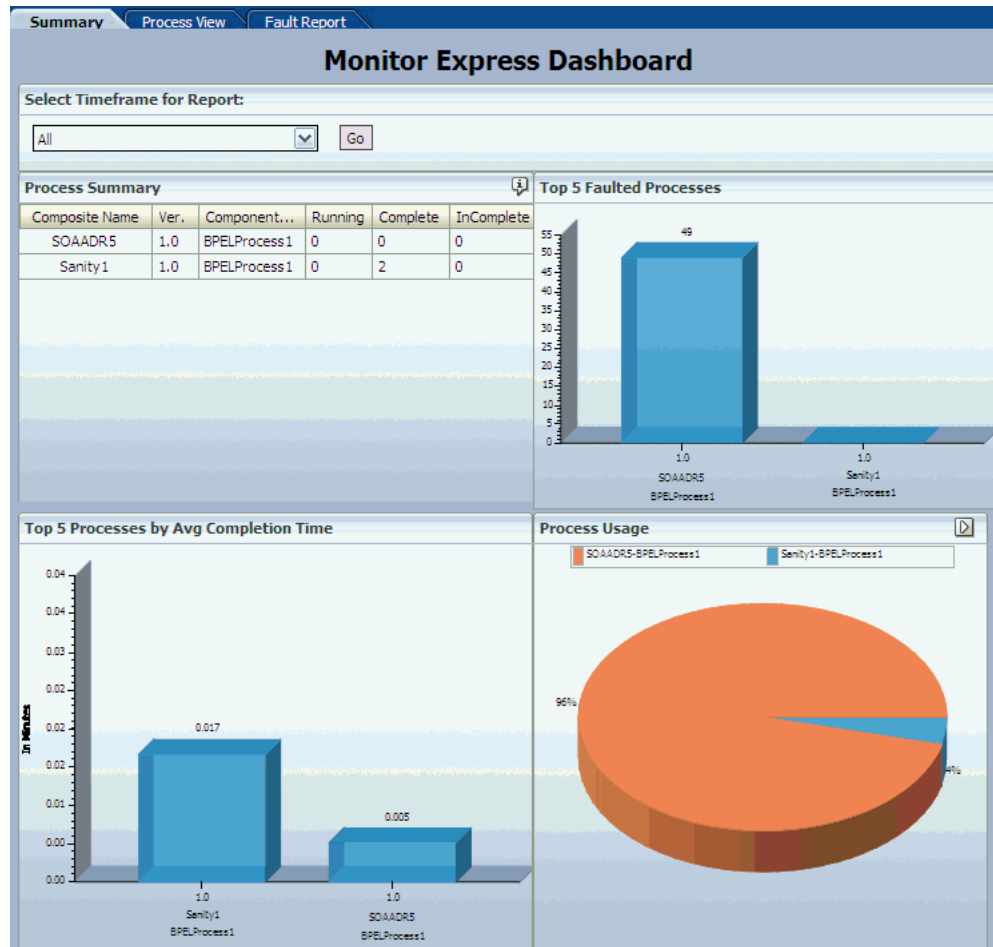 Summary Process View Fault Report
Monitor Express Dashboard
Select Timeframe for Report:
All Go
Process Summary
Composite Name Ver. Component... Running Complete InComplete
SOAADR5 1.0 BPELProcess1 0 0 0
Sanity1 1.0 BPELProcess1 0 2 0
Top 5 Faulted Processes
55
50
45
40
35
30
25
20
15
10
5
0
49
1.0 1.0
SOAADR5 Sanity1
BPELProcess1 BPELProcess1
Top 5 Processes by Avg Completion Time
In Minutes
0.04
0.04
0.03
0.02
0.02
0.02
0.01
0.00
0.00
0.017
0.005
1.0 1.0
Sanity1 SOAADR5
BPELProcess1 BPELProcess1
Process Usage
SOAADR5-BPELProcess1 Sanity1-BPELProcess1
96%
4%